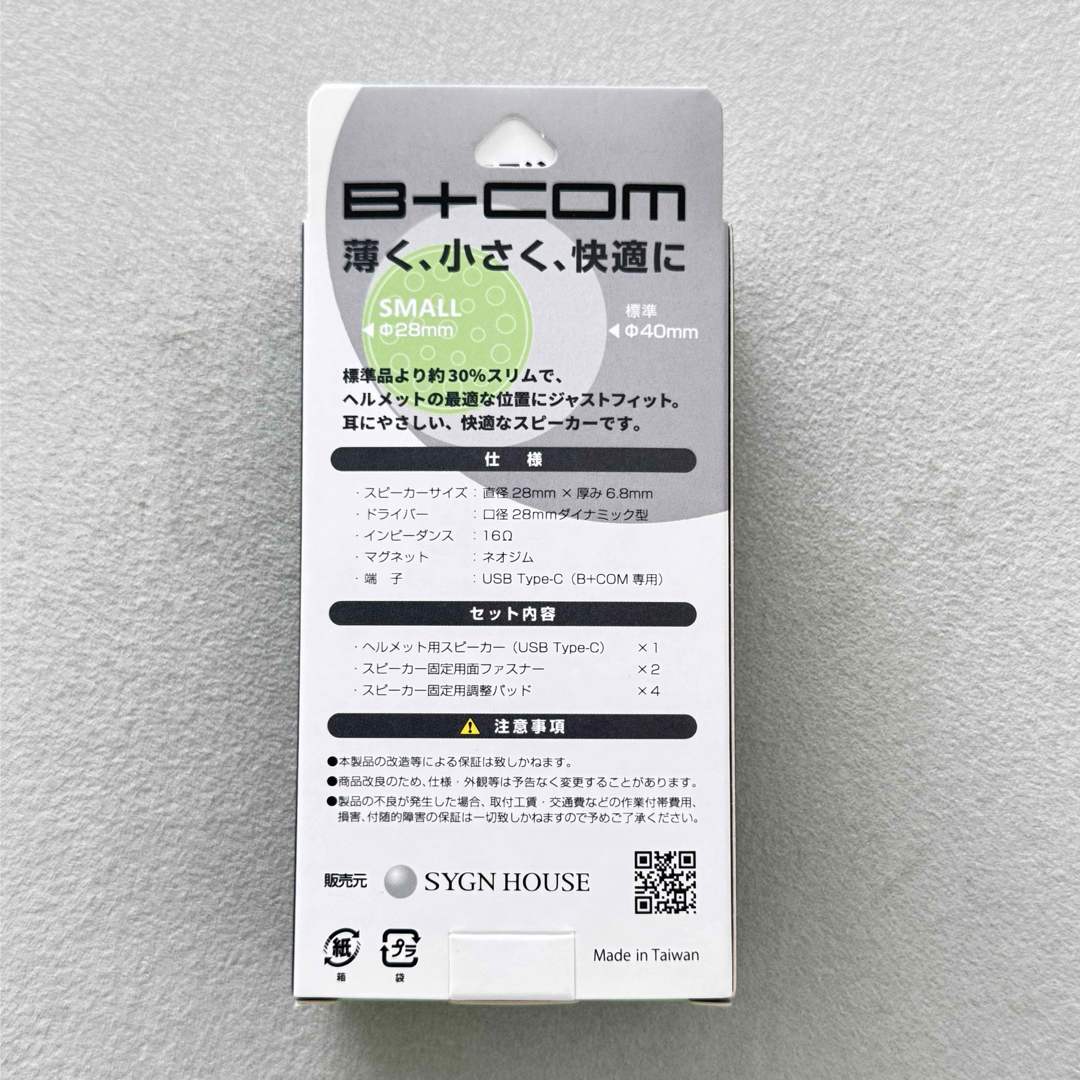 B+COM
薄く、小さく、快適に
SMALL
Φ28mm
標準
Φ40mm
標準品より約30%スリムで、
ヘルメットの最適な位置にジャストフィット。
耳にやさしい、快適なスピーカーです。
仕 様
・スピーカーサイズ：直径28mm × 厚み6.8mm
・ドライバー ：口径28mmダイナミック型
・インピーダンス ：16Ω
・マグネット ：ネオジム
・端 子 ：USB Type-C（B+COM専用）
セット内容
・ヘルメット用スピーカー（USB Type-C） ×1
・スピーカー固定用面ファスナー ×2
・スピーカー固定用調整パッド ×4
注意事項
●本製品の改造等による保証は致しかねます。
●商品改良のため、仕様・外観等は予告なく変更することがあります。
●製品の不良が発生した場合、取付工賃・交通費などの作業付帯費用、
損害、付随的障害の保証は一切致しかねますので予めご了承ください。
販売元 SYGN HOUSE
紙 プラ
箱 袋
Made in Taiwan